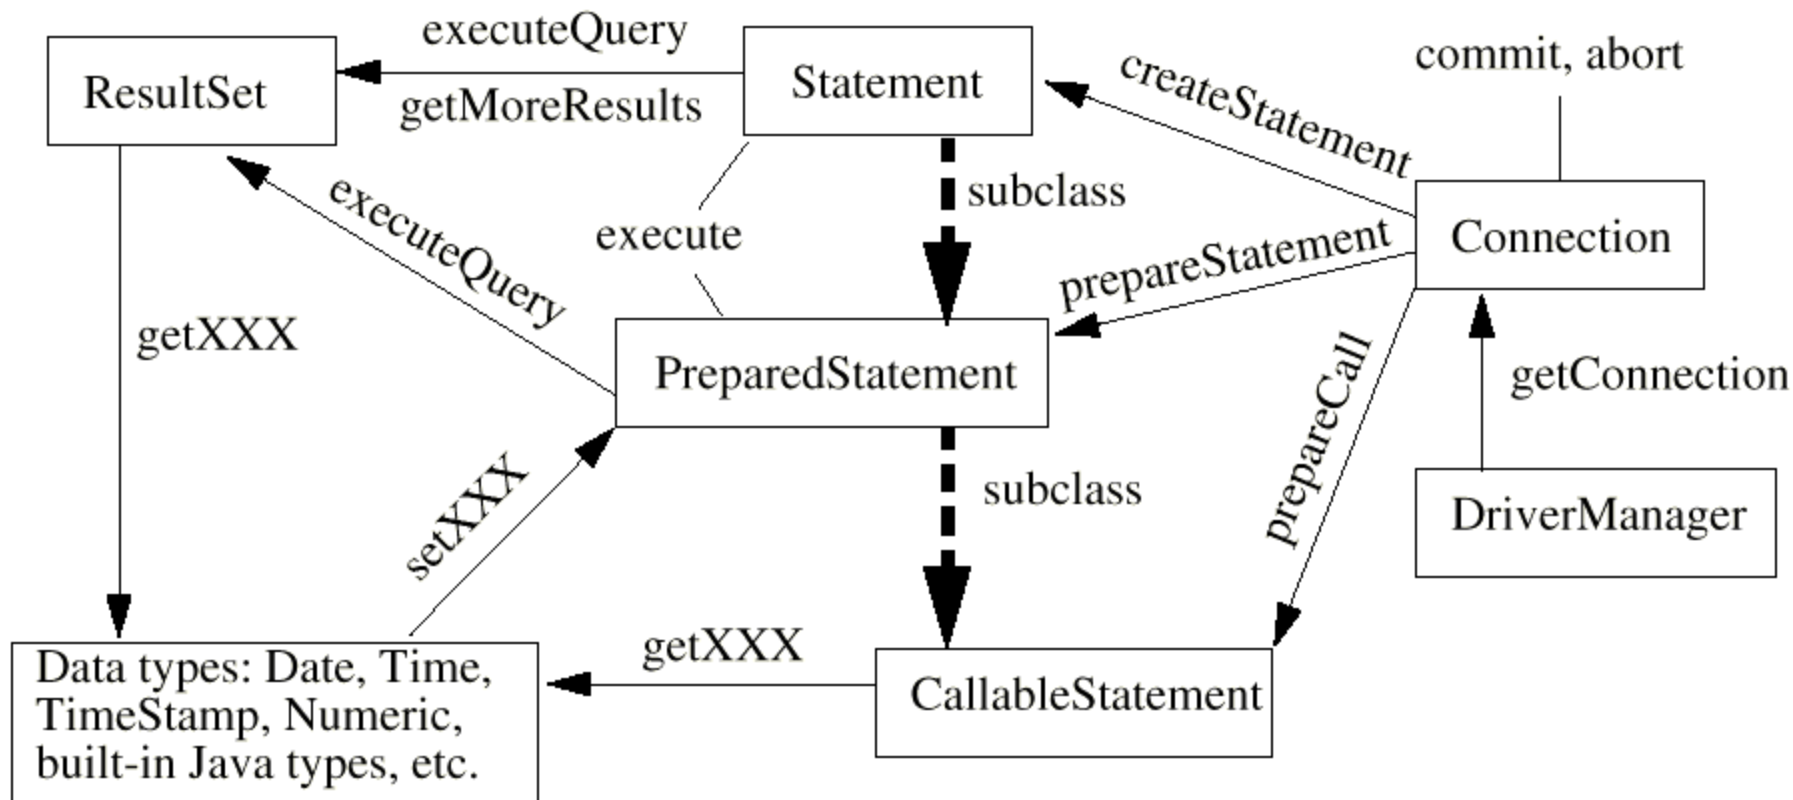 executeQuery
ResultSet
getMoreResults
Statement
createStatement
commit, abort
subclass
executeQuery
execute
prepareStatement
Connection
getXXX
PreparedStatement
prepareCall
getConnection
setXXX
subclass
DriverManager
getXXX
Data types: Date, Time,
TimeStamp, Numeric,
built-in Java types, etc.
CallableStatement